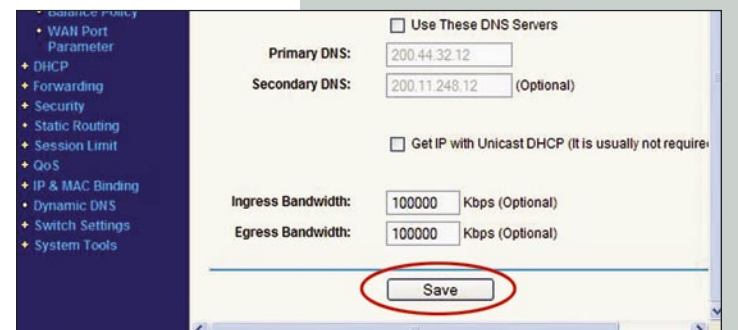 Balance Policy
WAN Port
Parameter
DHCP
Forwarding
Security
Static Routing
Session Limit
QoS
IP & MAC Binding
Dynamic DNS
Switch Settings
System Tools
Use These DNS Servers
Primary DNS: 200.44.32.12
Secondary DNS: 200.11.248.12 (Optional)
Get IP with Unicast DHCP (It is usually not require
Ingress Bandwidth: 100000 Kbps (Optional)
Egress Bandwidth: 100000 Kbps (Optional)
Save